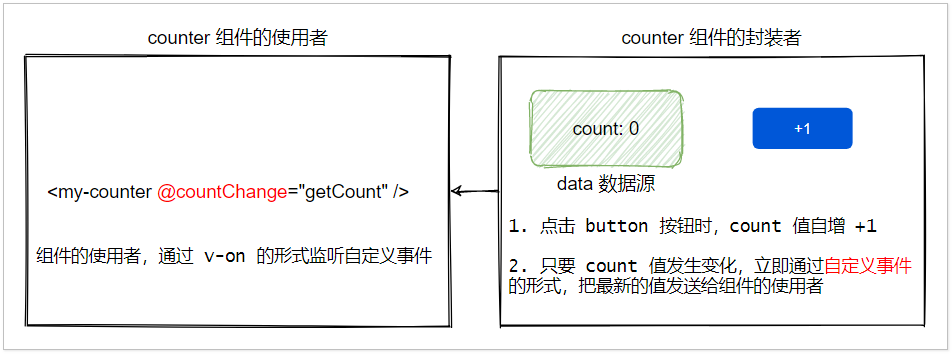 counter 组件的使用者
<my-counter @countChange="getCount" />
组件的使用者，通过 v-on 的形式监听自定义事件
counter 组件的封装者
count: 0
+1
data 数据源
1. 点击 button 按钮时，count 值自增 +1
2. 只要 count 值发生变化，立即通过自定义事件
的形式，把最新的值发送给组件的使用者